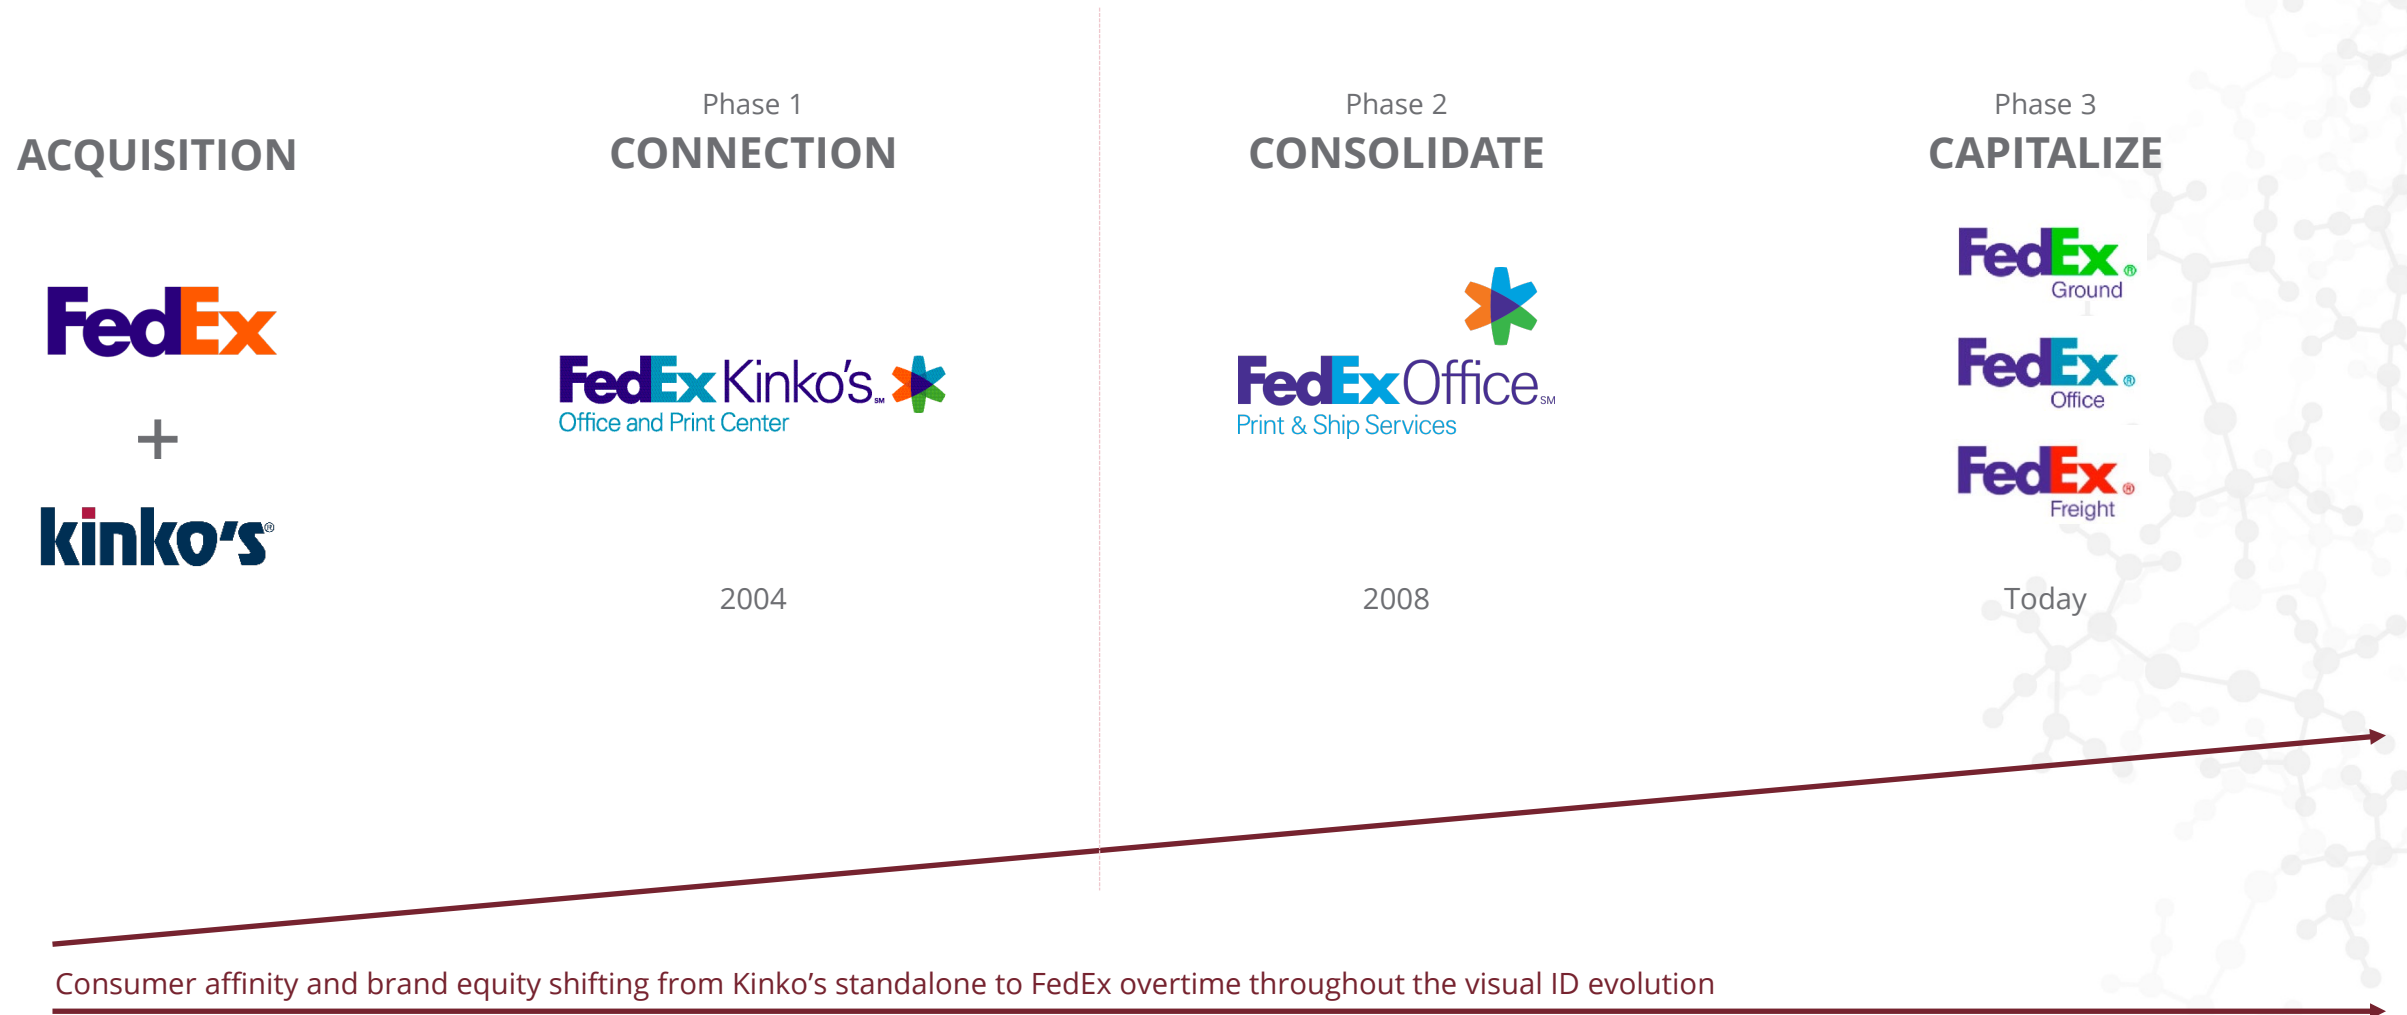 ACQUISITION
FedEx
+
kinko's®
Phase 1
CONNECTION
FedEx Kinko's℠
Office and Print Center
2004
Phase 2
CONSOLIDATE
FedEx Office℠
Print & Ship Services
2008
Phase 3
CAPITALIZE
FedEx®
Ground
FedEx®
Office
FedEx®
Freight
Today
Consumer affinity and brand equity shifting from Kinko’s standalone to FedEx overtime throughout the visual ID evolution